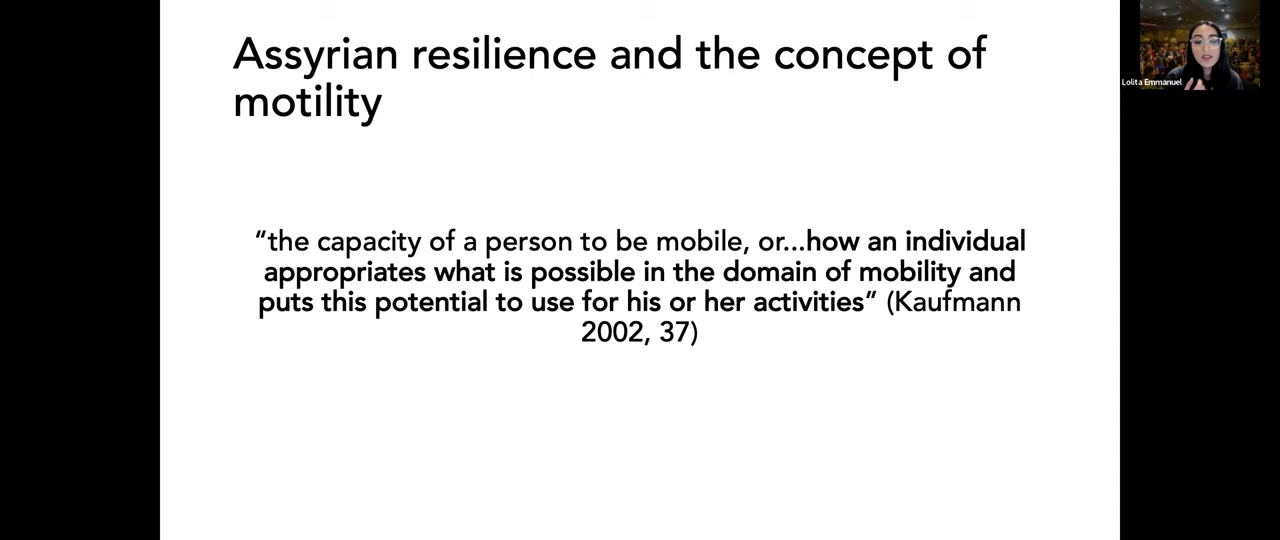 Assyrian resilience and the concept of
motility
“the capacity of a person to be mobile, or...how an individual
appropriates what is possible in the domain of mobility and
puts this potential to use for his or her activities” (Kaufmann
2002, 37)
Lolita Emmanuel